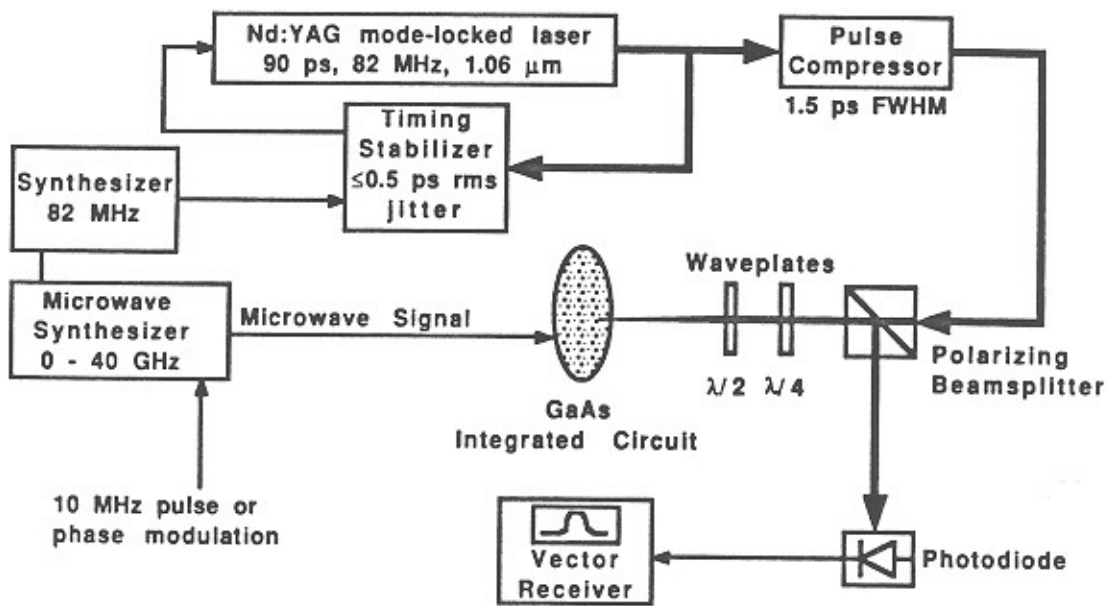 Nd:YAG mode-locked laser
90 ps, 82 MHz, 1.06 μm
Pulse
Compressor
1.5 ps FWHM
Timing
Stabilizer
≤0.5 ps rms
jitter
Synthesizer
82 MHz
Microwave
Synthesizer
0 - 40 GHz
Microwave Signal
Waveplates
λ/2 λ/4
Polarizing
Beamsplitter
GaAs
Integrated Circuit
10 MHz pulse or
phase modulation
Vector
Receiver
Photodiode